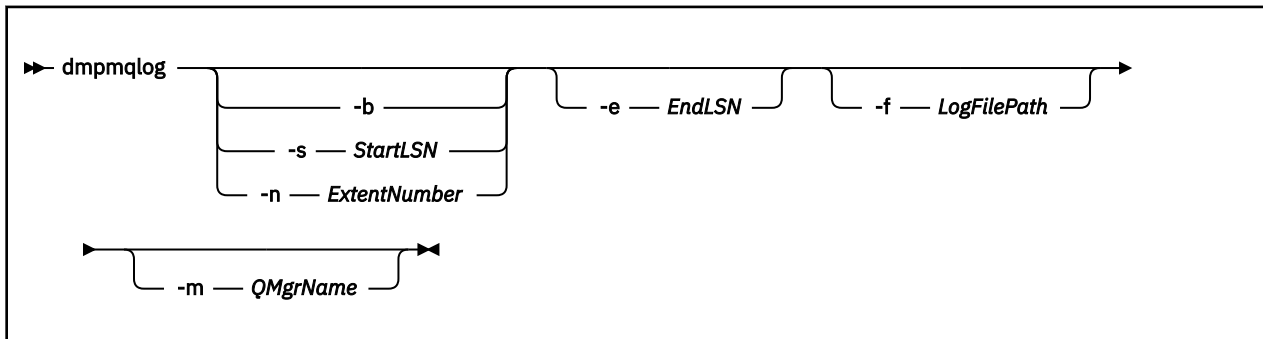 dmpmqlog
-b
-e EndLSN
-f LogFilePath
-s StartLSN
-n ExtentNumber
-m QMgrName